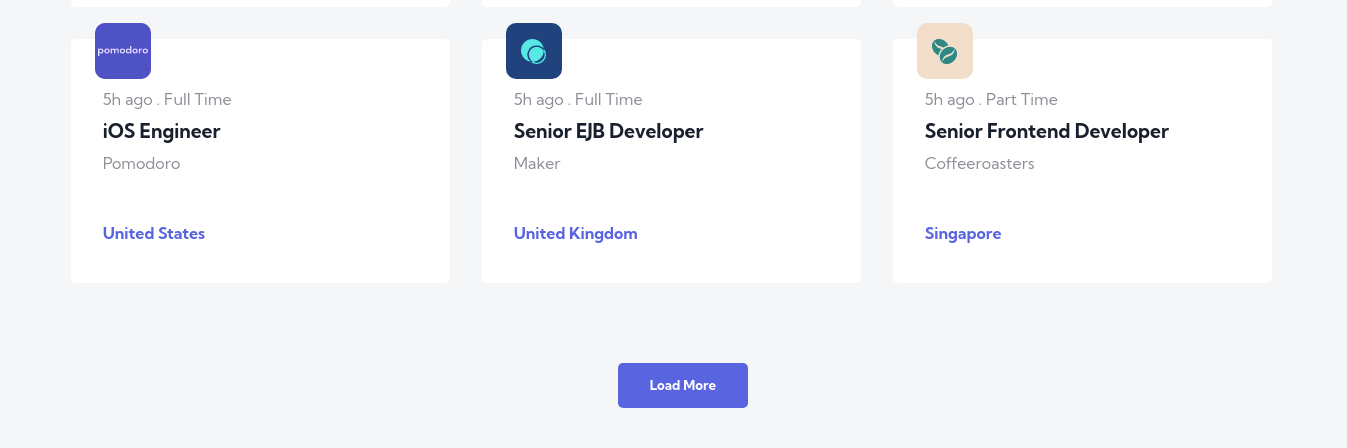 pomodoro
5h ago . Full Time
iOS Engineer
Pomodoro
United States
5h ago . Full Time
Senior EJB Developer
Maker
United Kingdom
5h ago . Part Time
Senior Frontend Developer
Coffeeroasters
Singapore
Load More